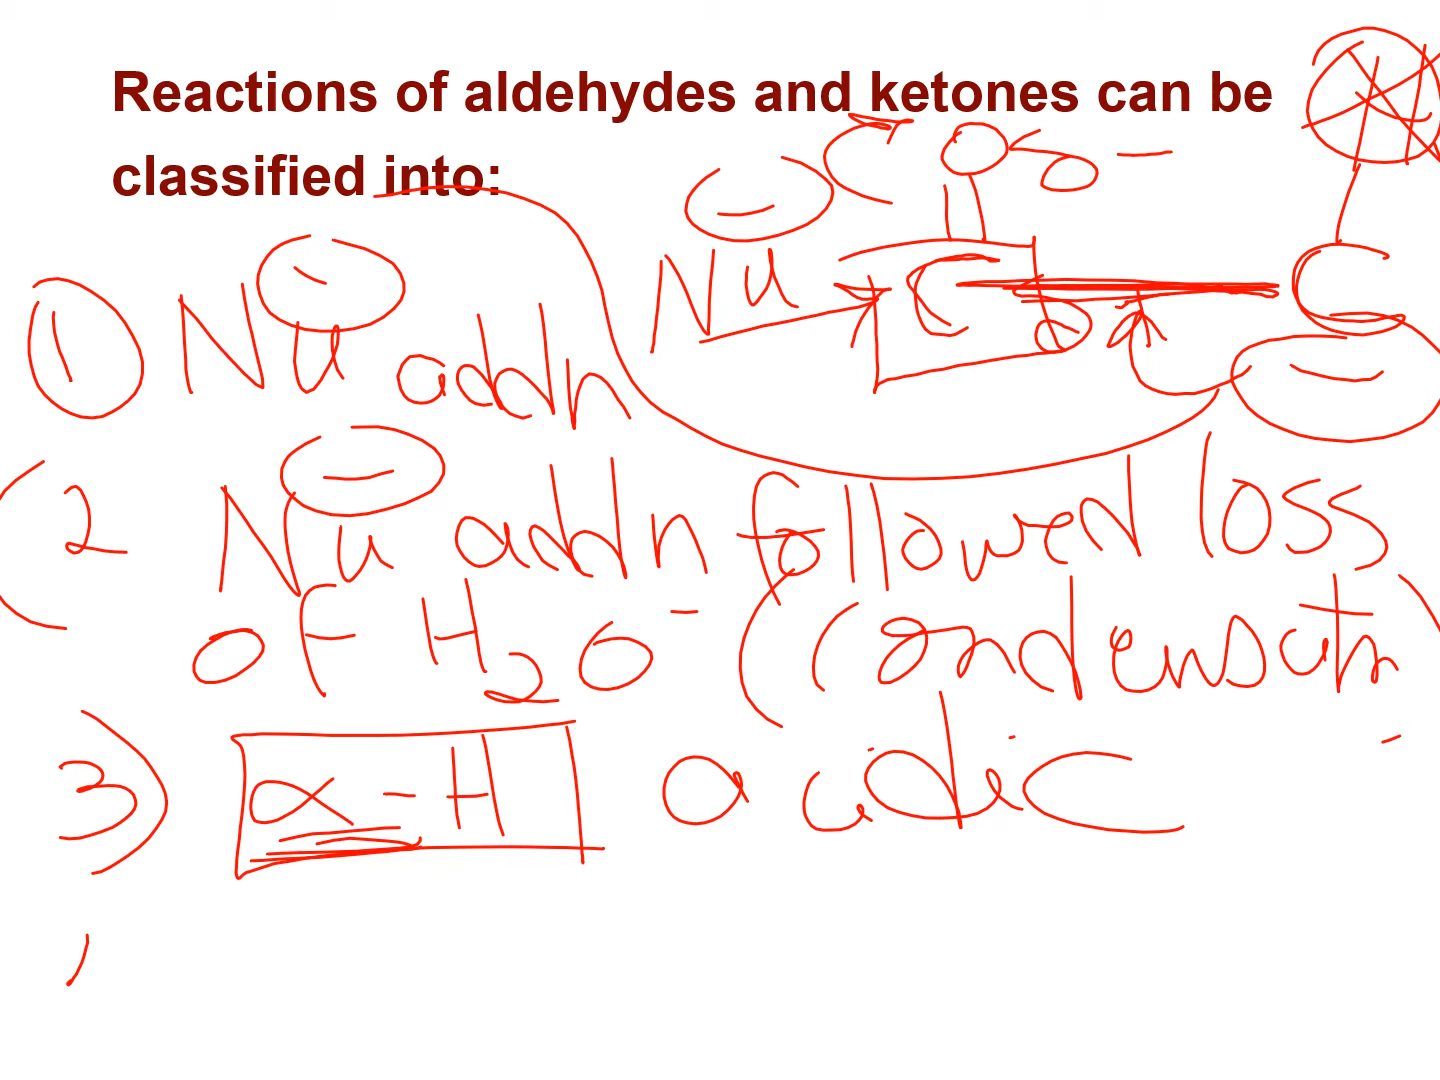 Reactions of aldehydes and ketones can be
classified into:
O δ −
Nu − C C
1 Nu − addn
2 Nu − addn followed loss
of H2O (condensatn)
3) α - H acidic